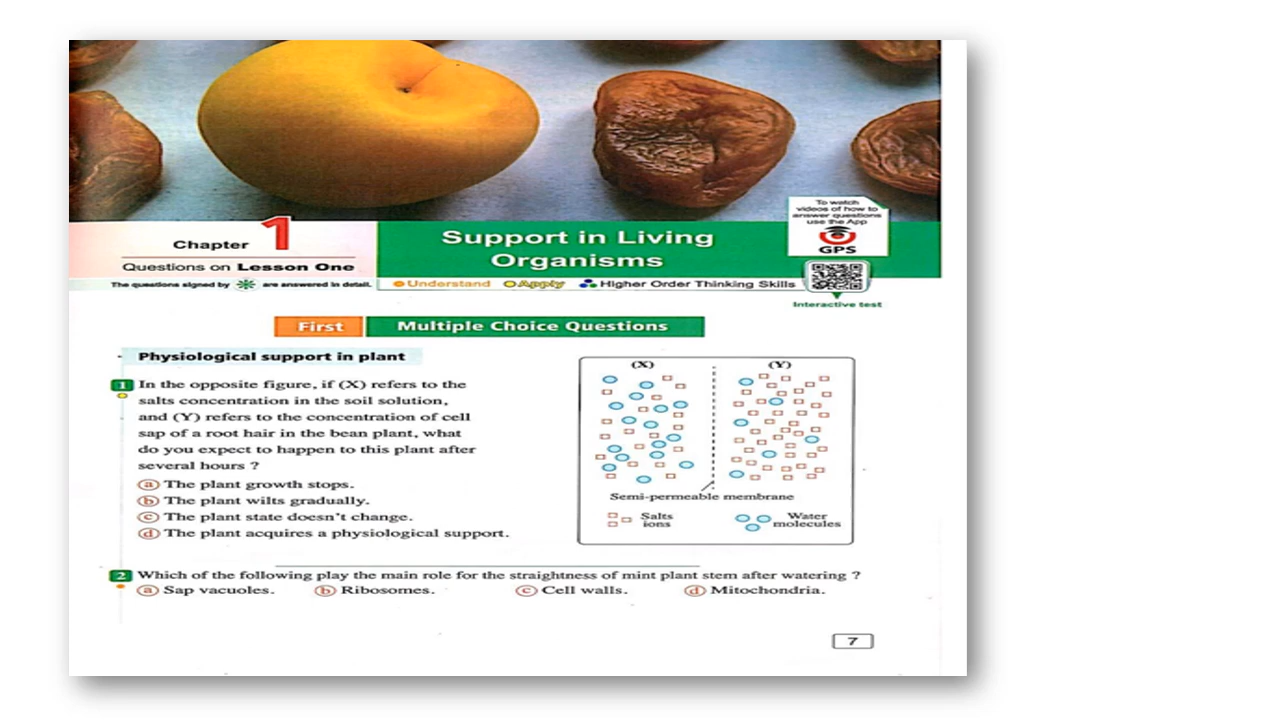 To watch
videos of how to
answer questions
use the App
GPS
Chapter 1
Questions on Lesson One
Support in Living
Organisms
The questions signed by are answered in detail.
Understand Apply Higher Order Thinking Skills
Interactive test
First Multiple Choice Questions
Physiological support in plant
1 In the opposite figure, if (X) refers to the
salts concentration in the soil solution,
and (Y) refers to the concentration of cell
sap of a root hair in the bean plant, what
do you expect to happen to this plant after
several hours ?
a The plant growth stops.
b The plant wilts gradually.
c The plant state doesn't change.
d The plant acquires a physiological support.
(X) (Y)
Semi-permeable membrane
Salts ions
Water molecules
2 Which of the following play the main role for the straightness of mint plant stem after watering ?
a Sap vacuoles. b Ribosomes. c Cell walls. d Mitochondria.
7